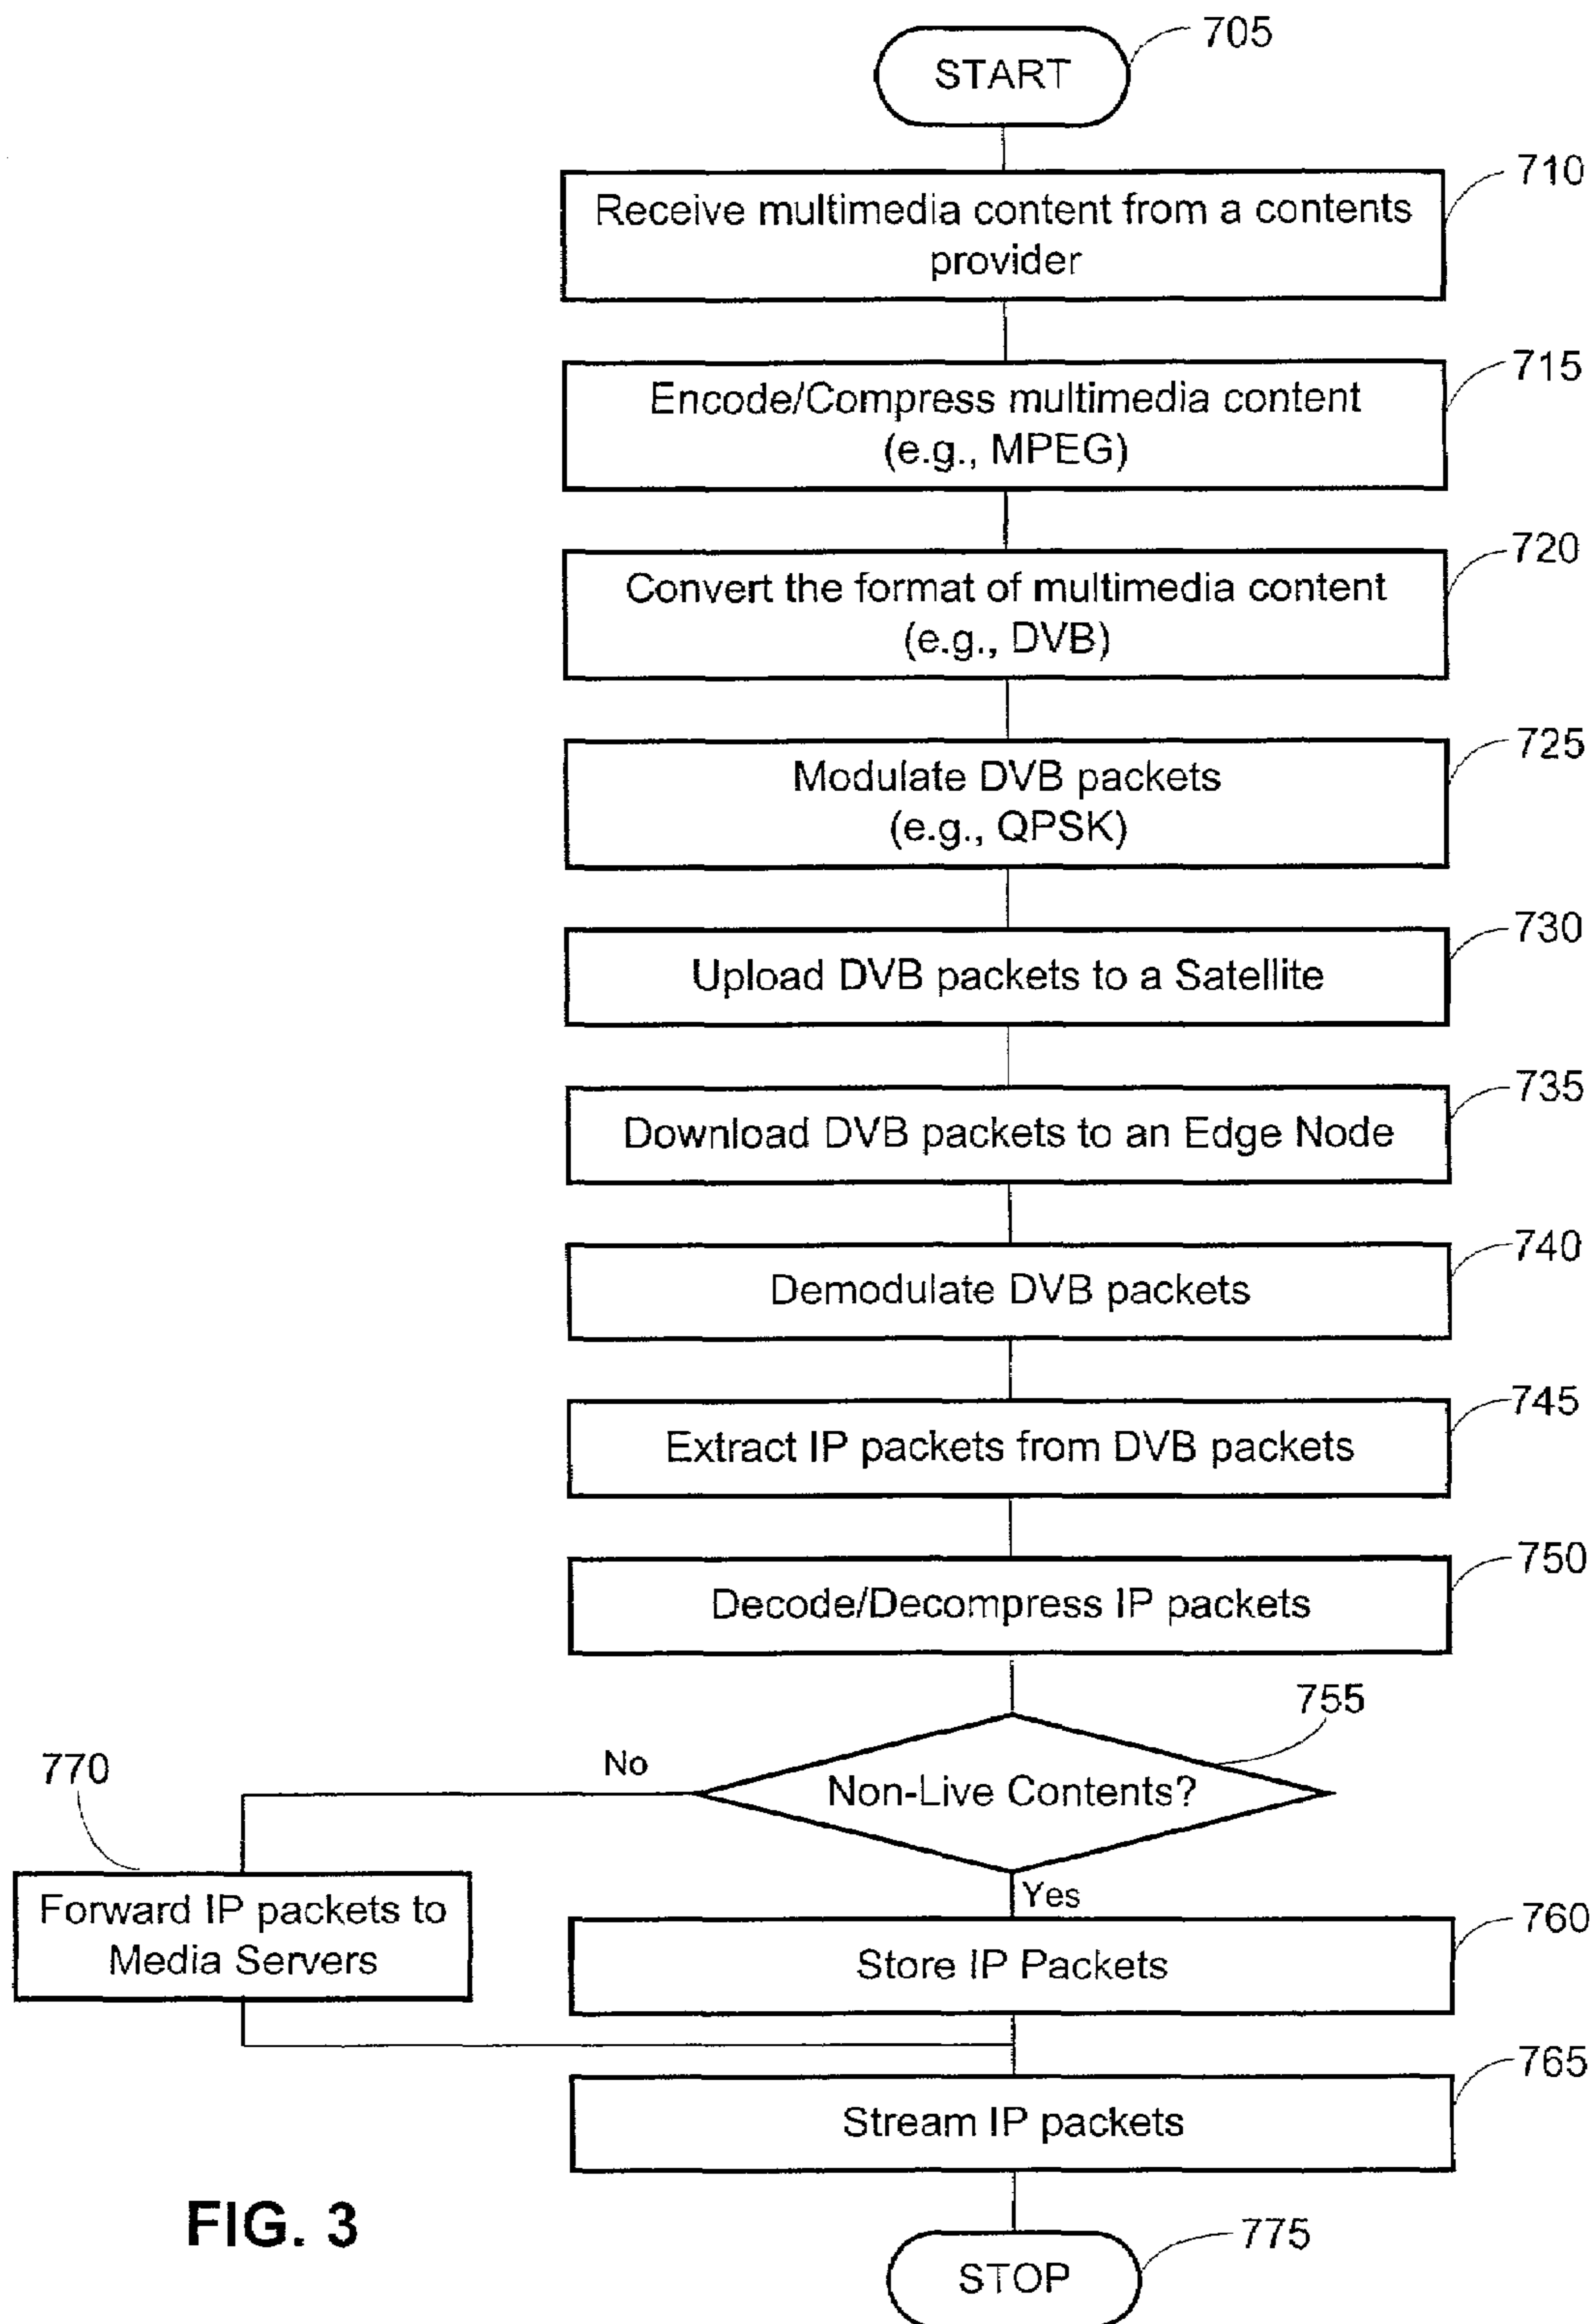 START
705
710
Receive multimedia content from a contents
provider
715
Encode/Compress multimedia content
(e.g., MPEG)
720
Convert the format of multimedia content
(e.g., DVB)
725
Modulate DVB packets
(e.g., QPSK)
730
Upload DVB packets to a Satellite
735
Download DVB packets to an Edge Node
740
Demodulate DVB packets
745
Extract IP packets from DVB packets
750
Decode/Decompress IP packets
755
No
770
Non-Live Contents?
Yes
Forward IP packets to
Media Servers
760
Store IP Packets
765
Stream IP packets
FIG. 3
775
STOP